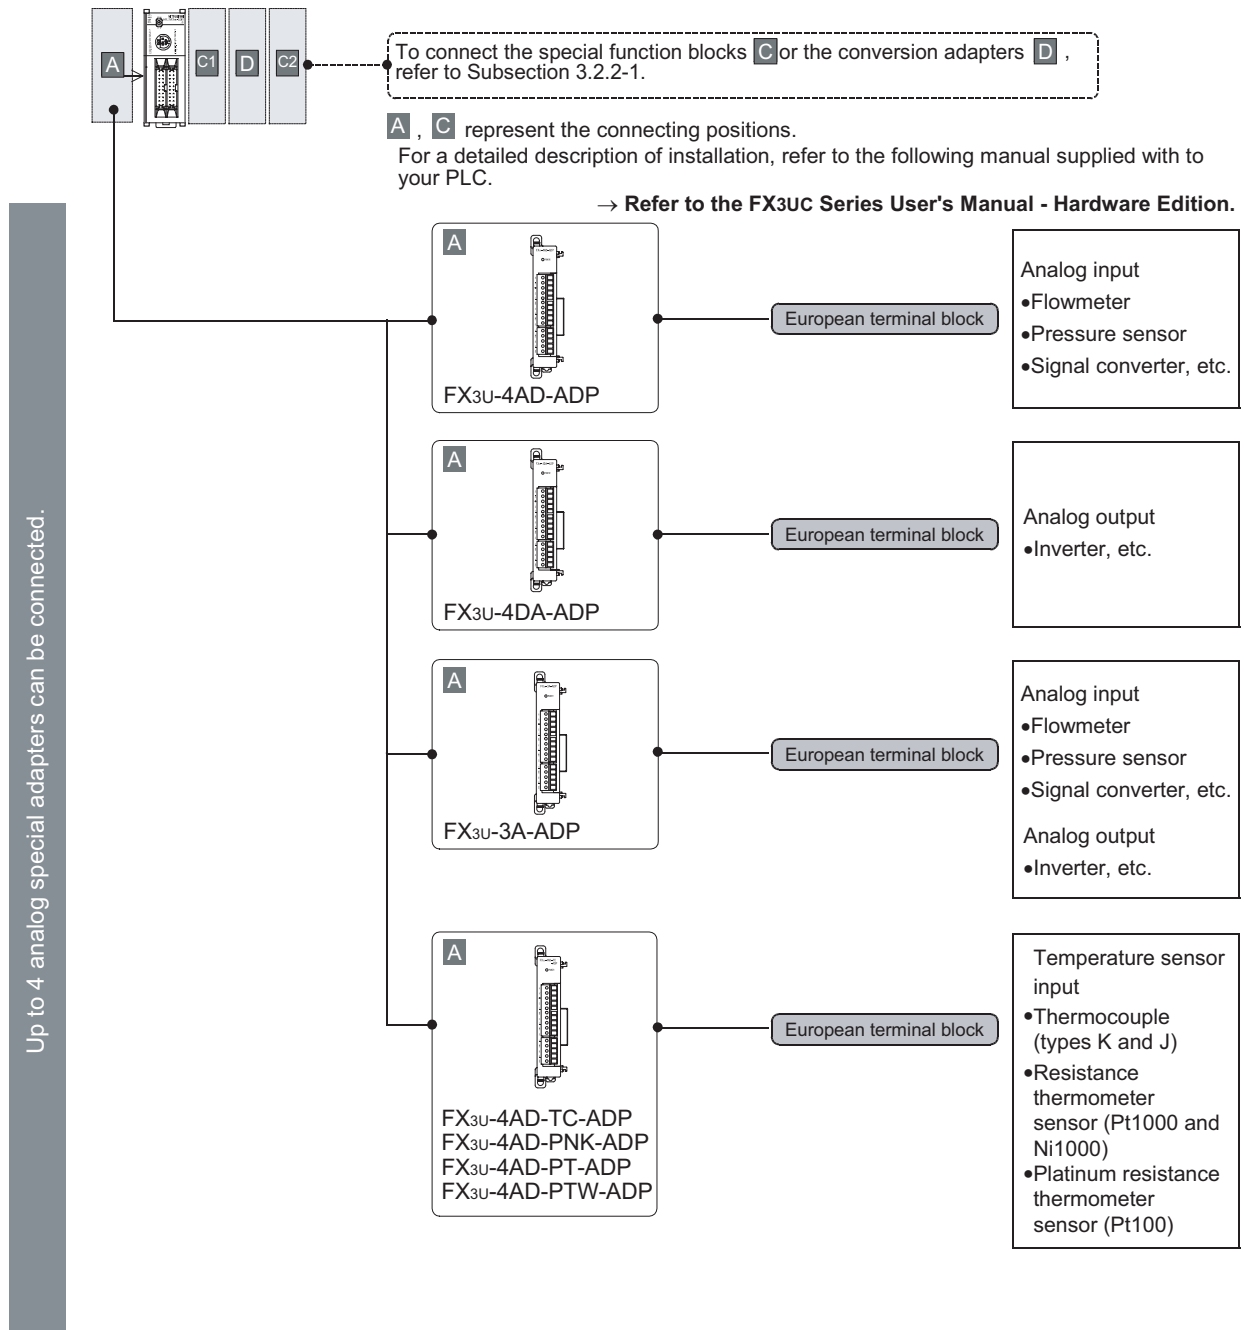 A
C1
D
C2
To connect the special function blocks C or the conversion adapters D ,
refer to Subsection 3.2.2-1.
A , C represent the connecting positions.
For a detailed description of installation, refer to the following manual supplied with to
your PLC.
→ Refer to the FX3UC Series User's Manual - Hardware Edition.
Up to 4 analog special adapters can be connected.
A
FX3U-4AD-ADP
European terminal block
Analog input
•Flowmeter
•Pressure sensor
•Signal converter, etc.
A
FX3U-4DA-ADP
European terminal block
Analog output
•Inverter, etc.
A
FX3U-3A-ADP
European terminal block
Analog input
•Flowmeter
•Pressure sensor
•Signal converter, etc.
Analog output
•Inverter, etc.
A
FX3U-4AD-TC-ADP
FX3U-4AD-PNK-ADP
FX3U-4AD-PT-ADP
FX3U-4AD-PTW-ADP
European terminal block
Temperature sensor
input
•Thermocouple
(types K and J)
•Resistance
thermometer
sensor (Pt1000 and
Ni1000)
•Platinum resistance
thermometer
sensor (Pt100)